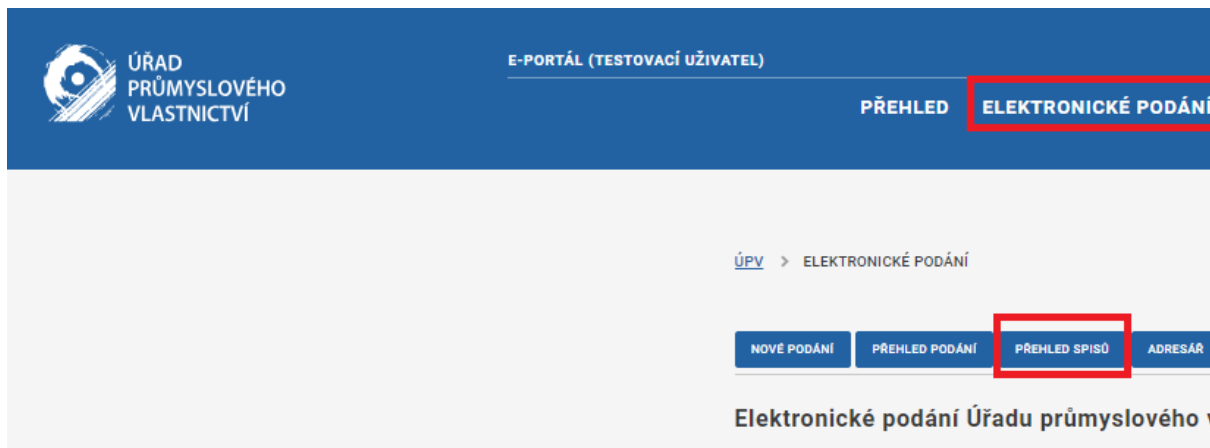 ÚŘAD
PRŮMYSLOVÉHO
VLASTNICTVÍ
E-PORTÁL (TESTOVACÍ UŽIVATEL)
PŘEHLED ELEKTRONICKÉ PODÁNÍ
ÚPV > ELEKTRONICKÉ PODÁNÍ
NOVÉ PODÁNÍ PŘEHLED PODÁNÍ PŘEHLED SPISŮ ADRESÁŘ
Elektronické podání Úřadu průmyslového